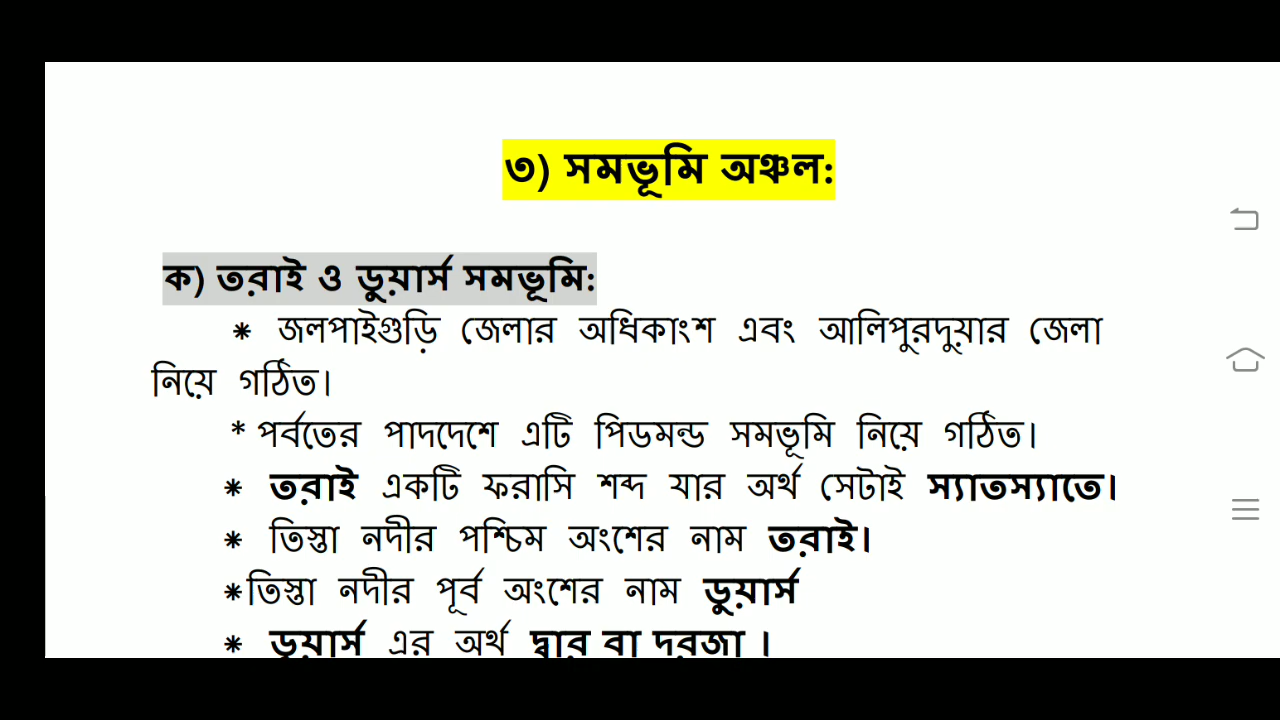 ৩) সমভূমি অঞ্চল:
ক) তরাই ও ডুয়ার্স সমভূমি:
* জলপাইগুড়ি জেলার অধিকাংশ এবং আলিপুরদুয়ার জেলা
নিয়ে গঠিত।
* পর্বতের পাদদেশে এটি পিডমন্ড সমভূমি নিয়ে গঠিত।
* তরাই একটি ফরাসি শব্দ যার অর্থ সেটাই স্যাতস্যাতে।
* তিস্তা নদীর পশ্চিম অংশের নাম তরাই।
*তিস্তা নদীর পূর্ব অংশের নাম ডুয়ার্স
* ডুয়ার্স এর অর্থ দ্বার বা দরজা ।